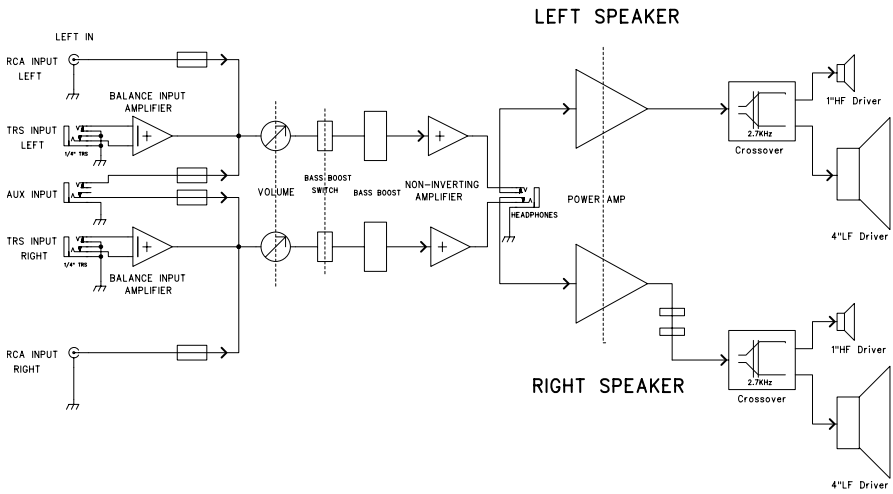 LEFT SPEAKER
LEFT IN
RCA INPUT
LEFT
BALANCE INPUT
AMPLIFIER
TRS INPUT
LEFT
1/4" TRS
AUX INPUT
TRS INPUT
RIGHT
1/4" TRS
BALANCE INPUT
AMPLIFIER
RCA INPUT
RIGHT
VOLUME
BASS BOOST
SWITCH
BASS BOOST
NON-INVERTING
AMPLIFIER
HEADPHONES
POWER AMP
2.7KHz
Crossover
1"HF Driver
4"LF Driver
RIGHT SPEAKER
2.7KHz
Crossover
1"HF Driver
4"LF Driver